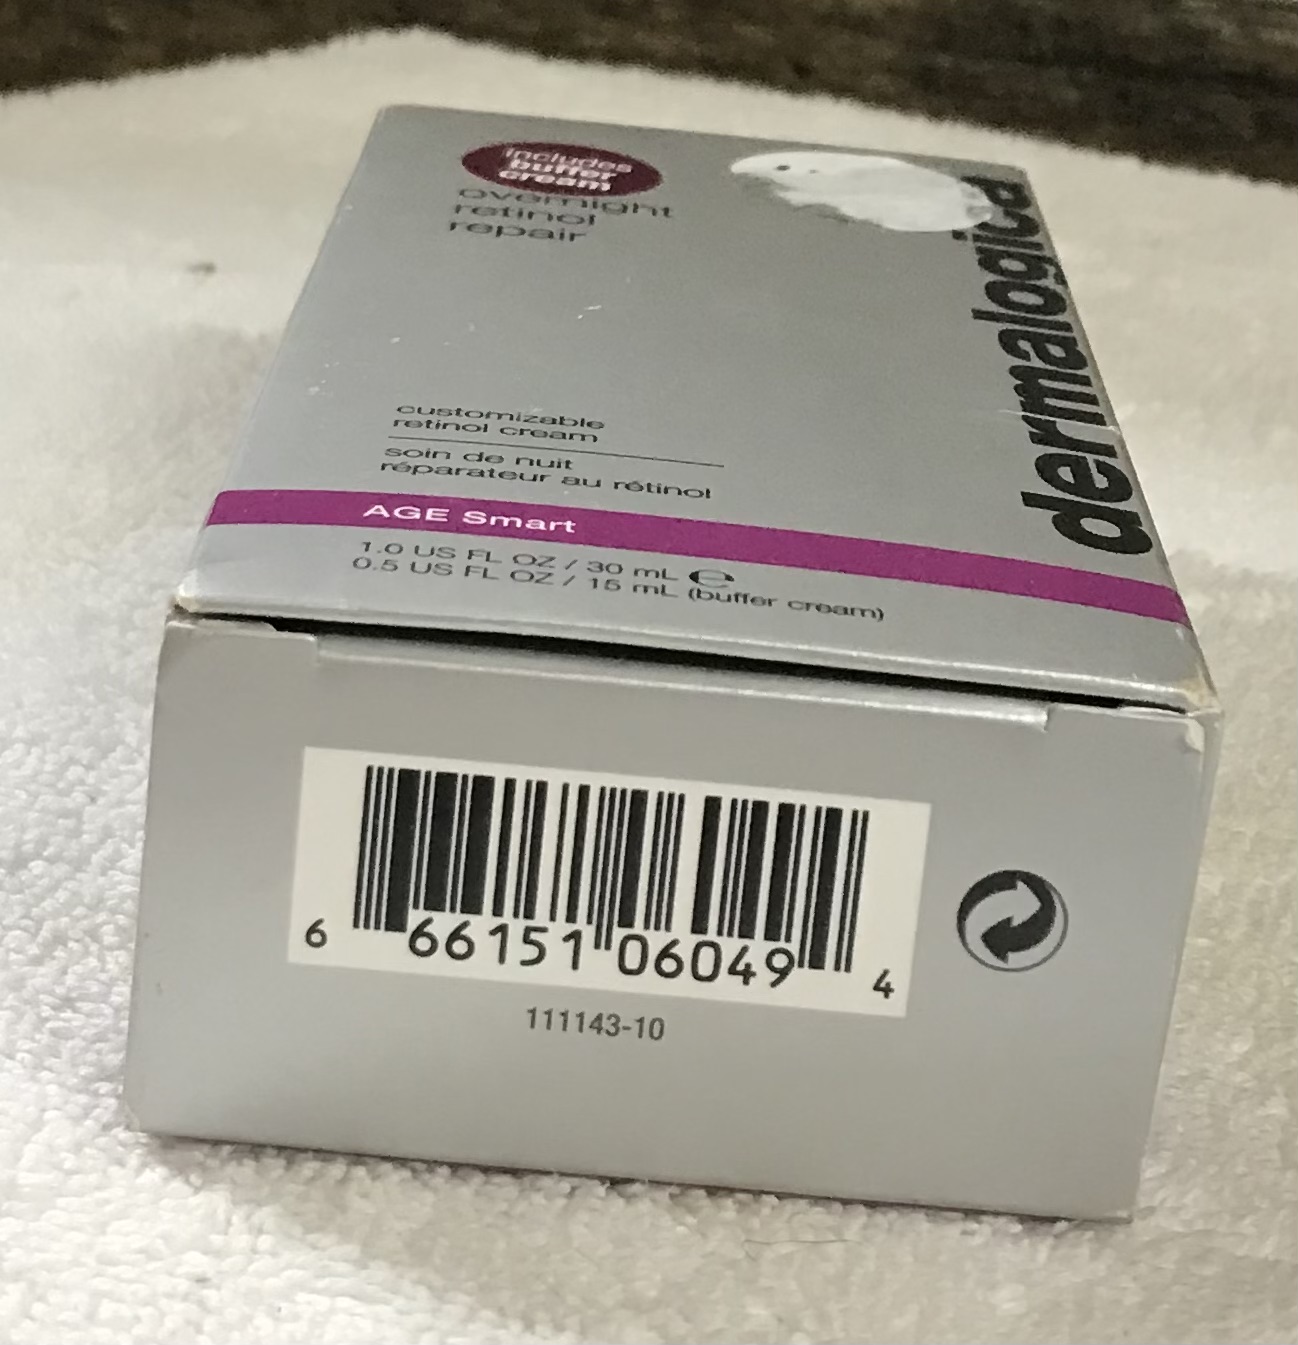 includes
buffer
cream
overnight
retinol
repair
dermalogica
customizable
retinol cream
soin de nuit
réparateur au rétinol
AGE Smart
1.0 US FL OZ / 30 mL ℮
0.5 US FL OZ / 15 mL (buffer cream)
6 66151 06049 4
111143-10